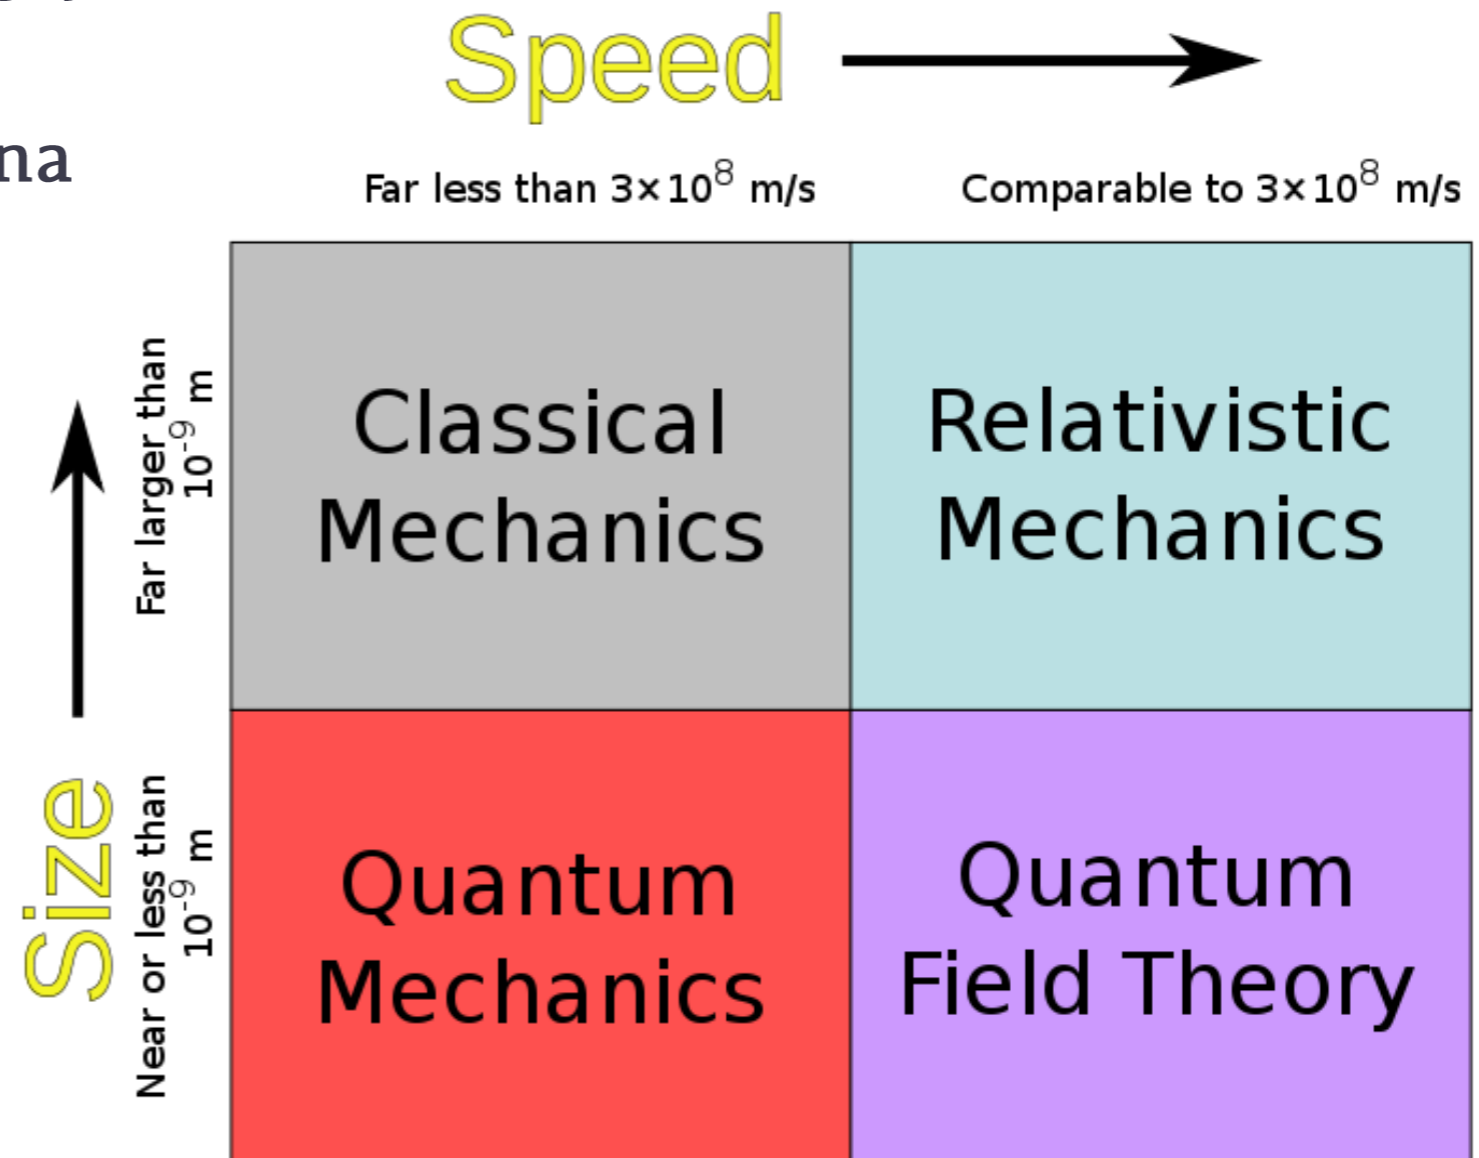 Speed
na
Far less than 3×10⁸ m/s
Comparable to 3×10⁸ m/s
Size
Far larger than
10⁻⁹ m
Classical
Mechanics
Relativistic
Mechanics
Near or less than
10⁻⁹ m
Quantum
Mechanics
Quantum
Field Theory